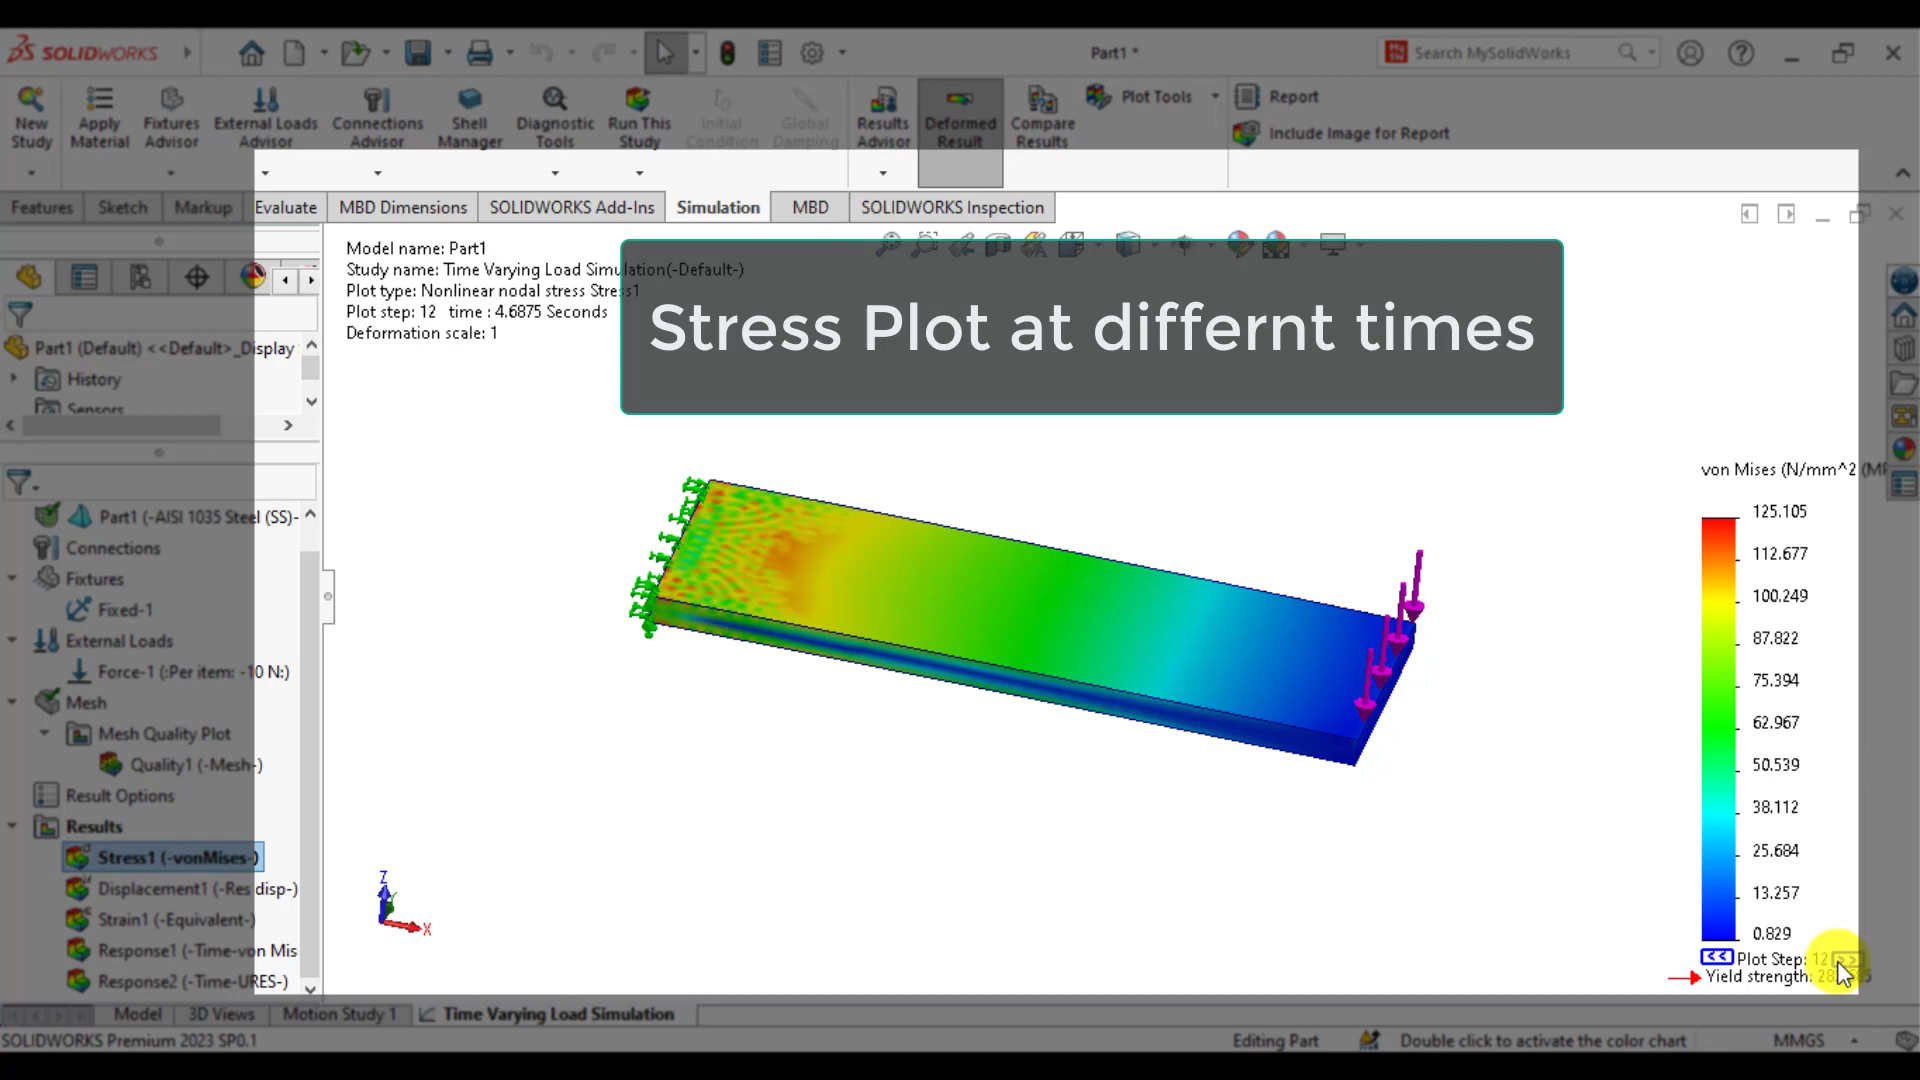 SOLIDWORKS
Part1 *
Search MySolidWorks
New Study
Apply Material
Fixtures Advisor
External Loads Advisor
Connections Advisor
Shell Manager
Diagnostic Tools
Run This Study
Initial Condition
Global Damping
Results Advisor
Deformed Result
Compare Results
Plot Tools
Report
Include Image for Report
Features
Sketch
Markup
Evaluate
MBD Dimensions
SOLIDWORKS Add-Ins
Simulation
MBD
SOLIDWORKS Inspection
Model name: Part1
Study name: Time Varying Load Simulation(-Default-)
Plot type: Nonlinear nodal stress Stress1
Plot step: 12 time : 4.6875 Seconds
Deformation scale: 1
Stress Plot at differnt times
Part1 (Default) <<Default>_Display
History
Sensors
Part1 (-AISI 1035 Steel (SS)-
Connections
Fixtures
Fixed-1
External Loads
Force-1 (:Per item: -10 N:)
Mesh
Mesh Quality Plot
Quality1 (-Mesh-)
Result Options
Results
Stress1 (-vonMises-)
Displacement1 (-Res disp-)
Strain1 (-Equivalent-)
Response1 (-Time-von Mis
Response2 (-Time-URES-)
Z
X
von Mises (N/mm^2 (M
125.105
112.677
100.249
87.822
75.394
62.967
50.539
38.112
25.684
13.257
0.829
<< Plot Step: 12 >>
Yield strength:
Model
3D Views
Motion Study 1
Time Varying Load Simulation
SOLIDWORKS Premium 2023 SP0.1
Editing Part
Double click to activate the color chart
MMGS